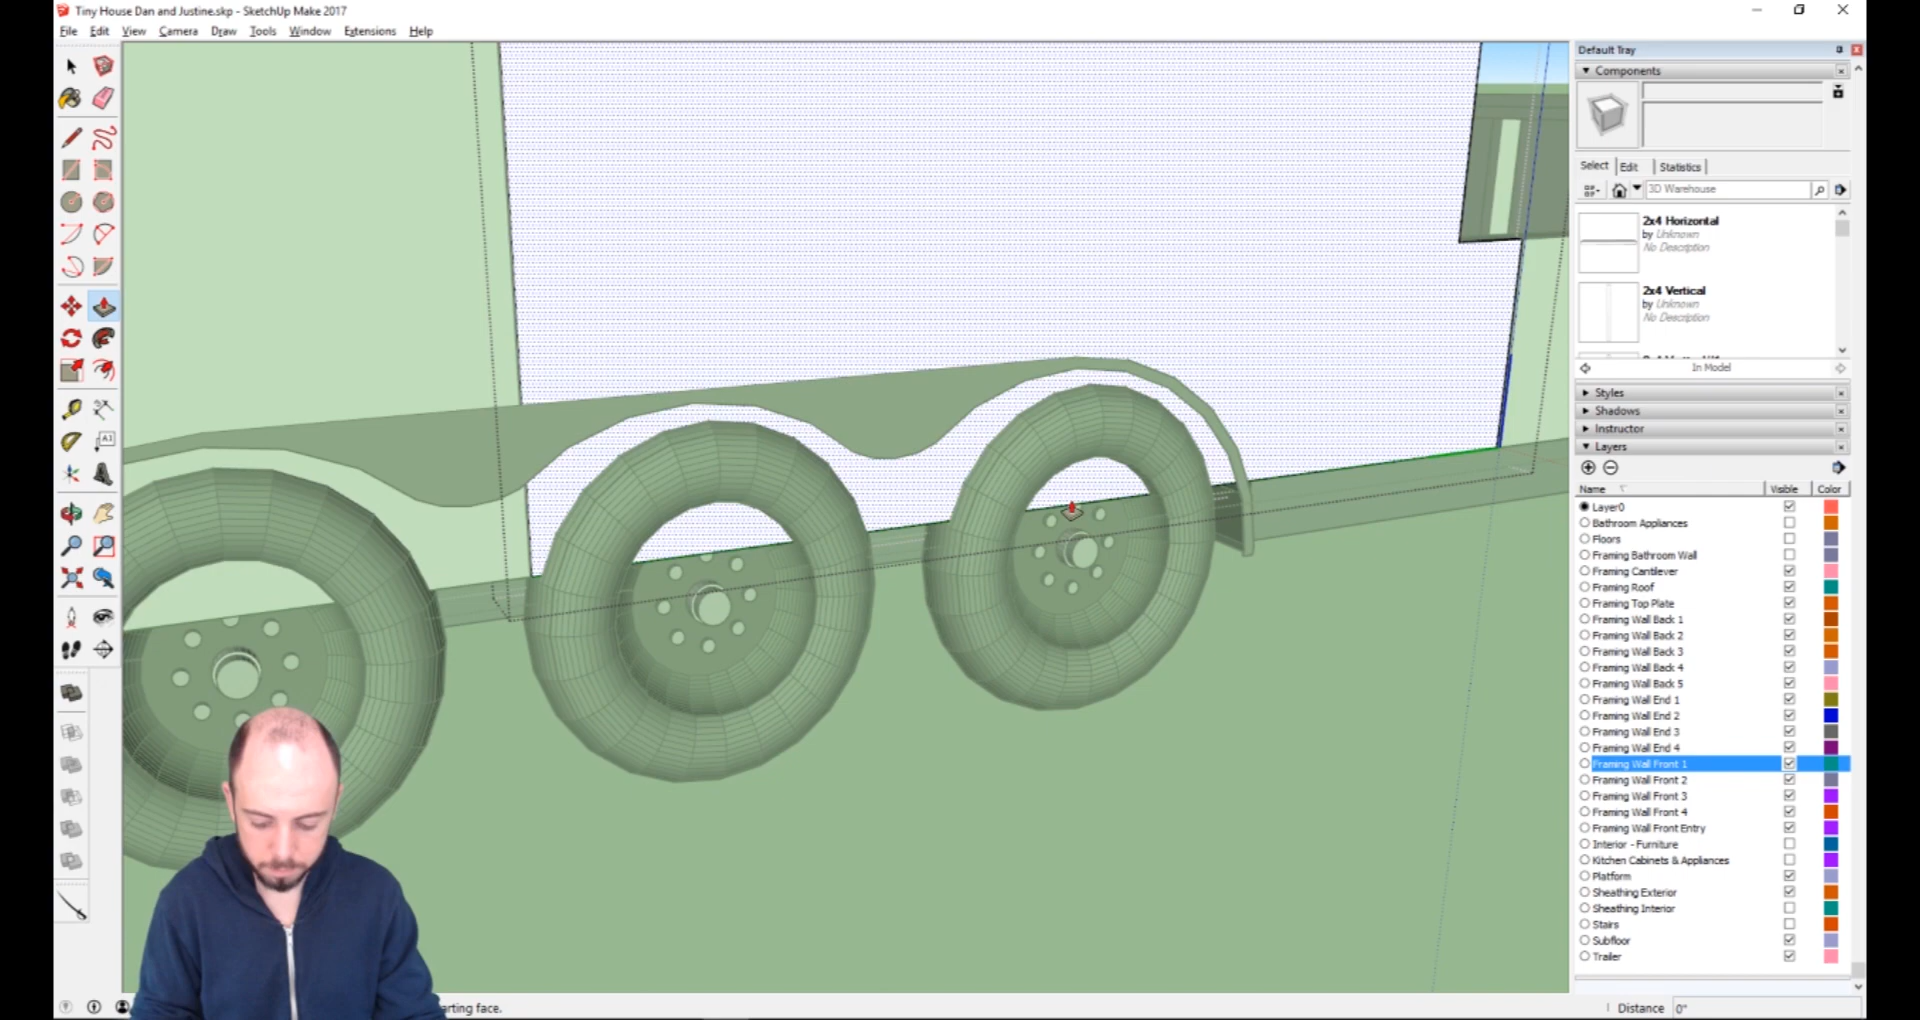 Tiny House Dan and Justine.skp - SketchUp Make 2017
File Edit View Camera Draw Tools Window Extensions Help
Default Tray
Components
Select Edit Statistics
3D Warehouse
2x4 Horizontal
by Unknown
No Description
2x4 Vertical
by Unknown
No Description
In Model
Styles
Shadows
Instructor
Layers
Name Visible Color
Layer0
Bathroom Appliances
Floors
Framing Bathroom Wall
Framing Cantilever
Framing Roof
Framing Top Plate
Framing Wall Back 1
Framing Wall Back 2
Framing Wall Back 3
Framing Wall Back 4
Framing Wall Back 5
Framing Wall End 1
Framing Wall End 2
Framing Wall End 3
Framing Wall End 4
Framing Wall Front 1
Framing Wall Front 2
Framing Wall Front 3
Framing Wall Front 4
Framing Wall Front Entry
Interior - Furniture
Kitchen Cabinets & Appliances
Platform
Sheathing Exterior
Sheathing Interior
Stairs
Subfloor
Trailer
arting face.
Distance 0"